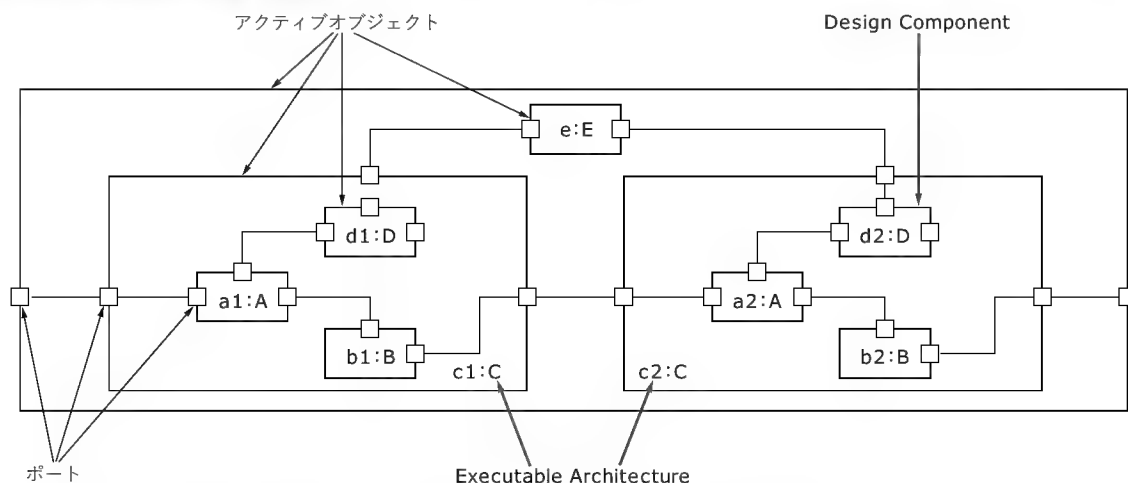 アクティブオブジェクト
Design Component
e:E
d1:D
d2:D
a1:A
a2:A
b1:B
b2:B
c1:C
c2:C
ポート
Executable Architecture